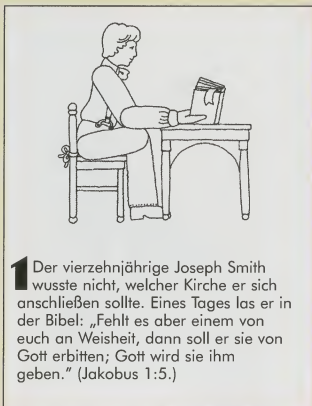 1 Der vierzehnjährige Joseph Smith
wusste nicht, welcher Kirche er sich
anschließen sollte. Eines Tages las er in
der Bibel: „Fehlt es aber einem von
euch an Weisheit, dann soll er sie von
Gott erbitten; Gott wird sie ihm
geben.” (Jakobus 1:5.)